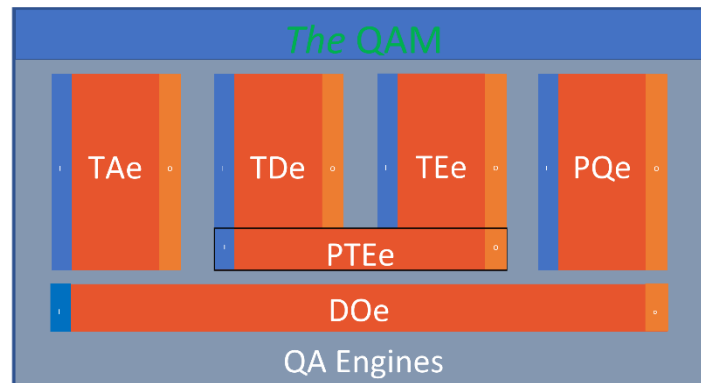 The QAM
I TAe O I TDe O I TEe O I PQe O
I PTEe O
I DOe O
QA Engines